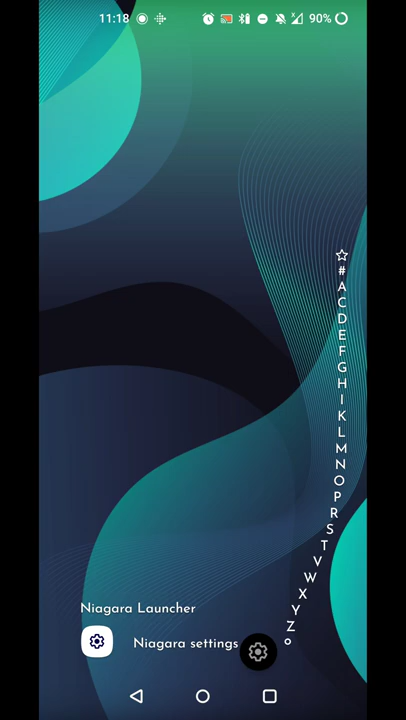 11:18
90%
#
A
C
D
E
F
G
H
I
K
L
M
N
O
P
R
S
T
V
W
X
Y
Z
Niagara Launcher
Niagara settings